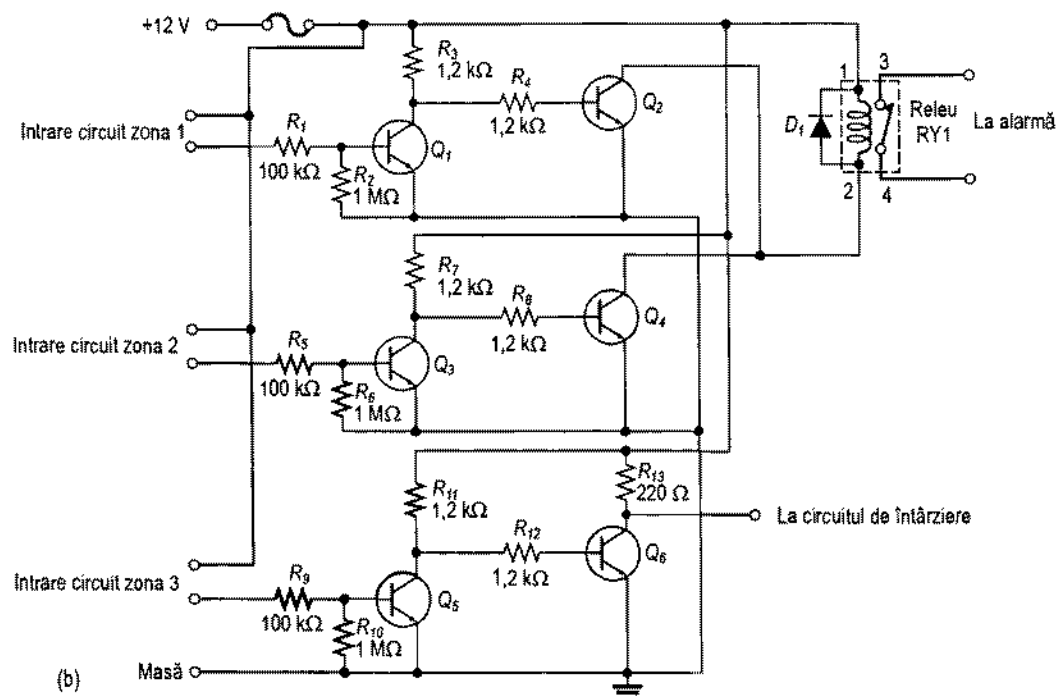 +12 V
R3
1,2 kΩ
R4
1,2 kΩ
Q2
1
3
D1
Releu
RY1
La alarmă
2
4
Intrare circuit zona 1
R1
100 kΩ
Q1
R2
1 MΩ
R7
1,2 kΩ
R8
1,2 kΩ
Q4
Intrare circuit zona 2
R5
100 kΩ
Q3
R6
1 MΩ
R13
220 Ω
R11
1,2 kΩ
La circuitul de întârziere
R12
1,2 kΩ
Q6
Intrare circuit zona 3
R9
100 kΩ
Q5
R10
1 MΩ
Masă
(b)